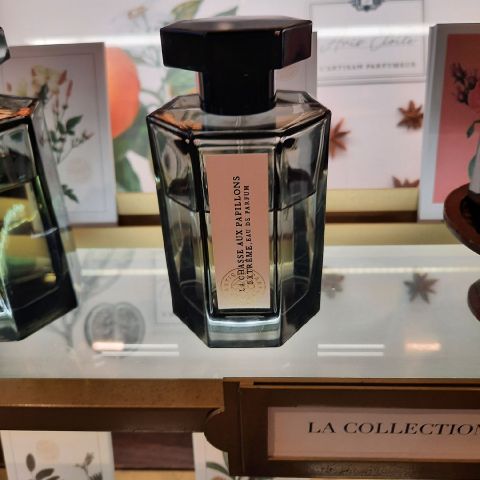 L'ARTISAN PARFUMEUR
LA CHASSE AUX PAPILLONS
EXTRÊME EAU DE PARFUM
LA COLLECTION